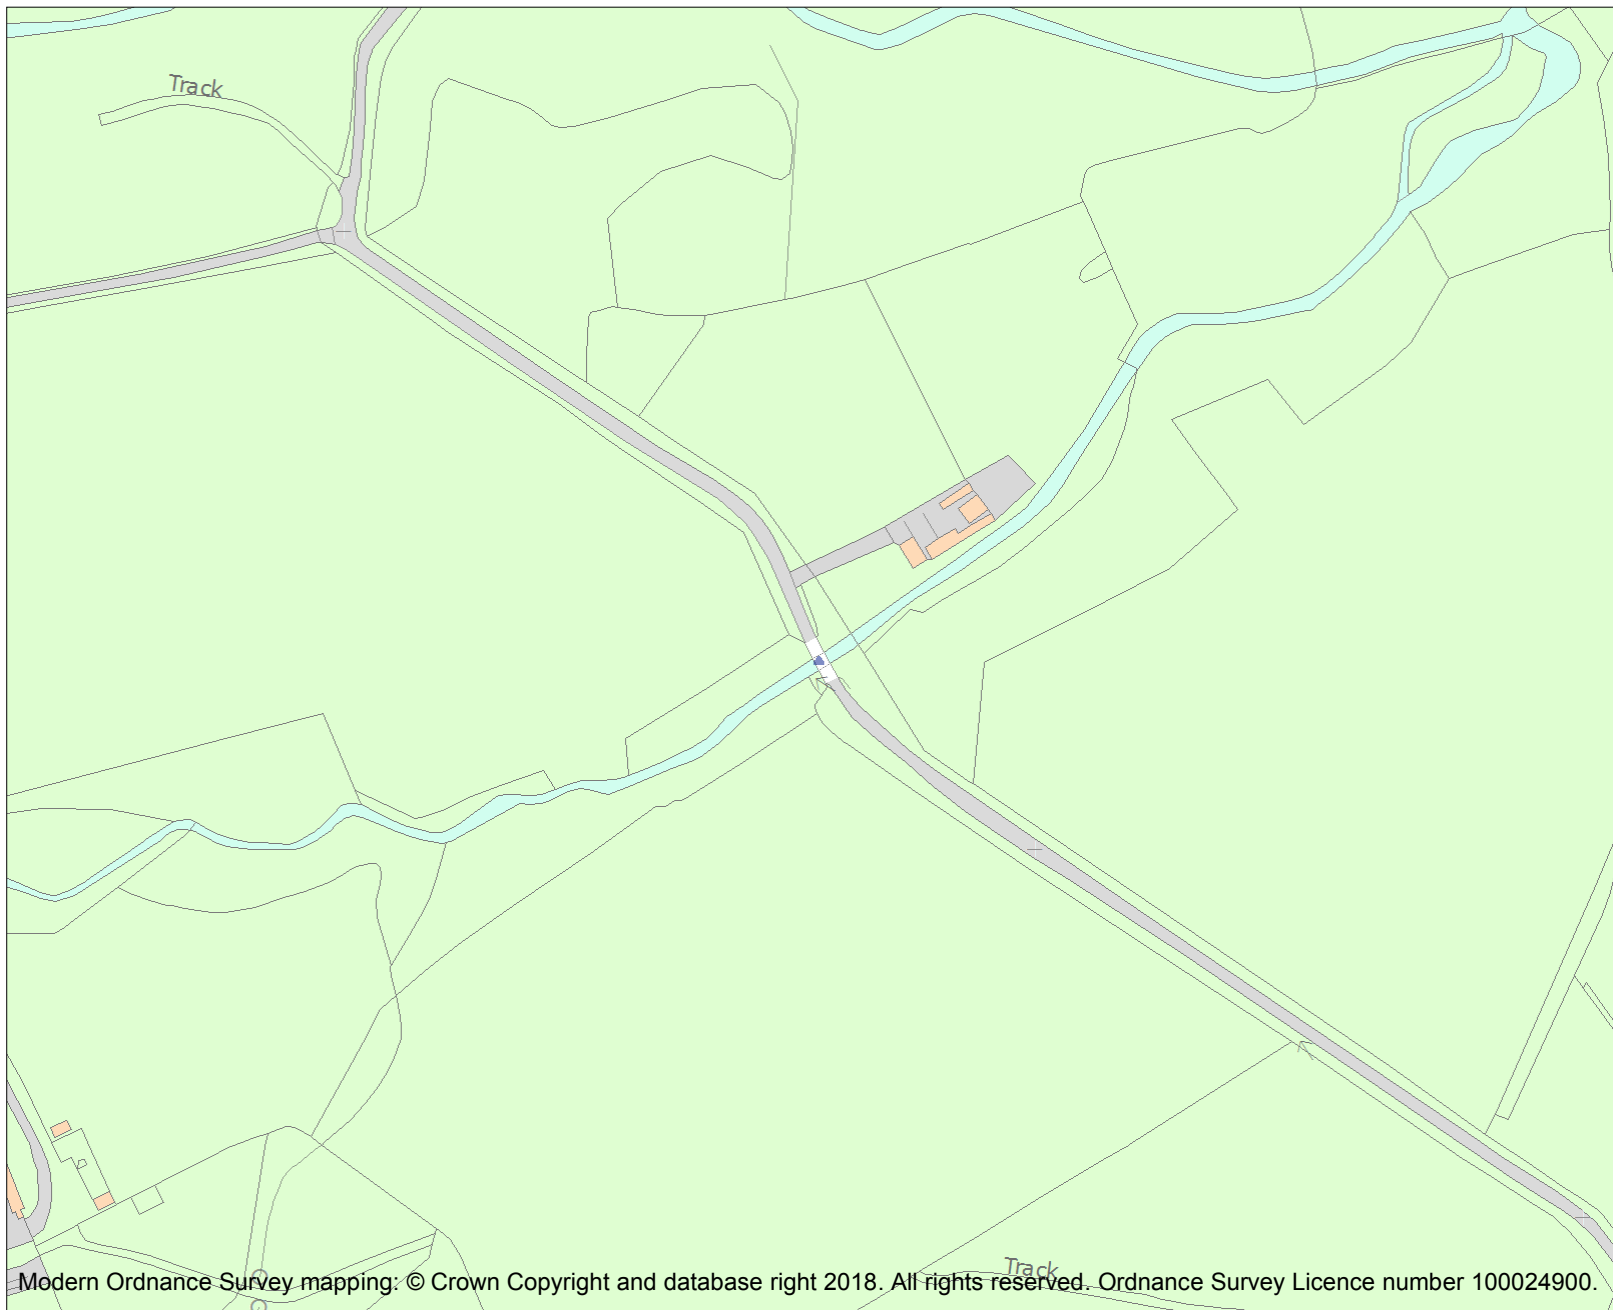 Track
Track
Modern Ordnance Survey mapping: © Crown Copyright and database right 2018. All rights reserved. Ordnance Survey Licence number 100024900.